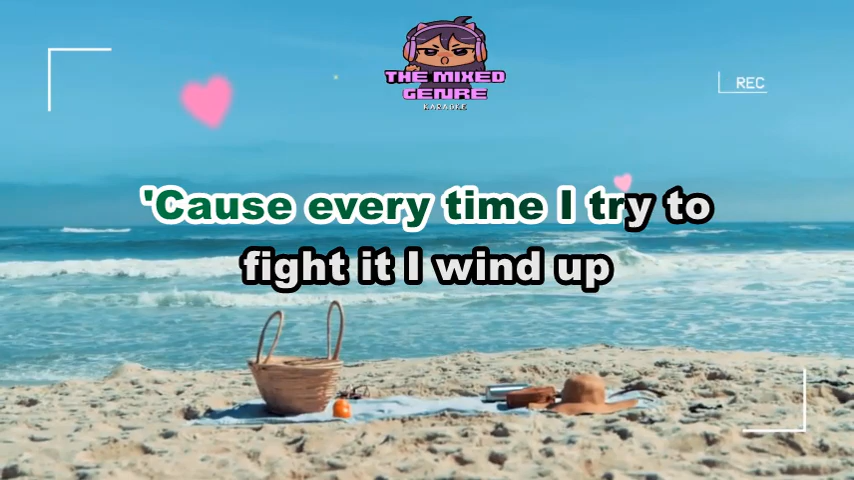 THE MIXED
GENRE
KARAOKE
REC
'Cause every time I try to
fight it I wind up